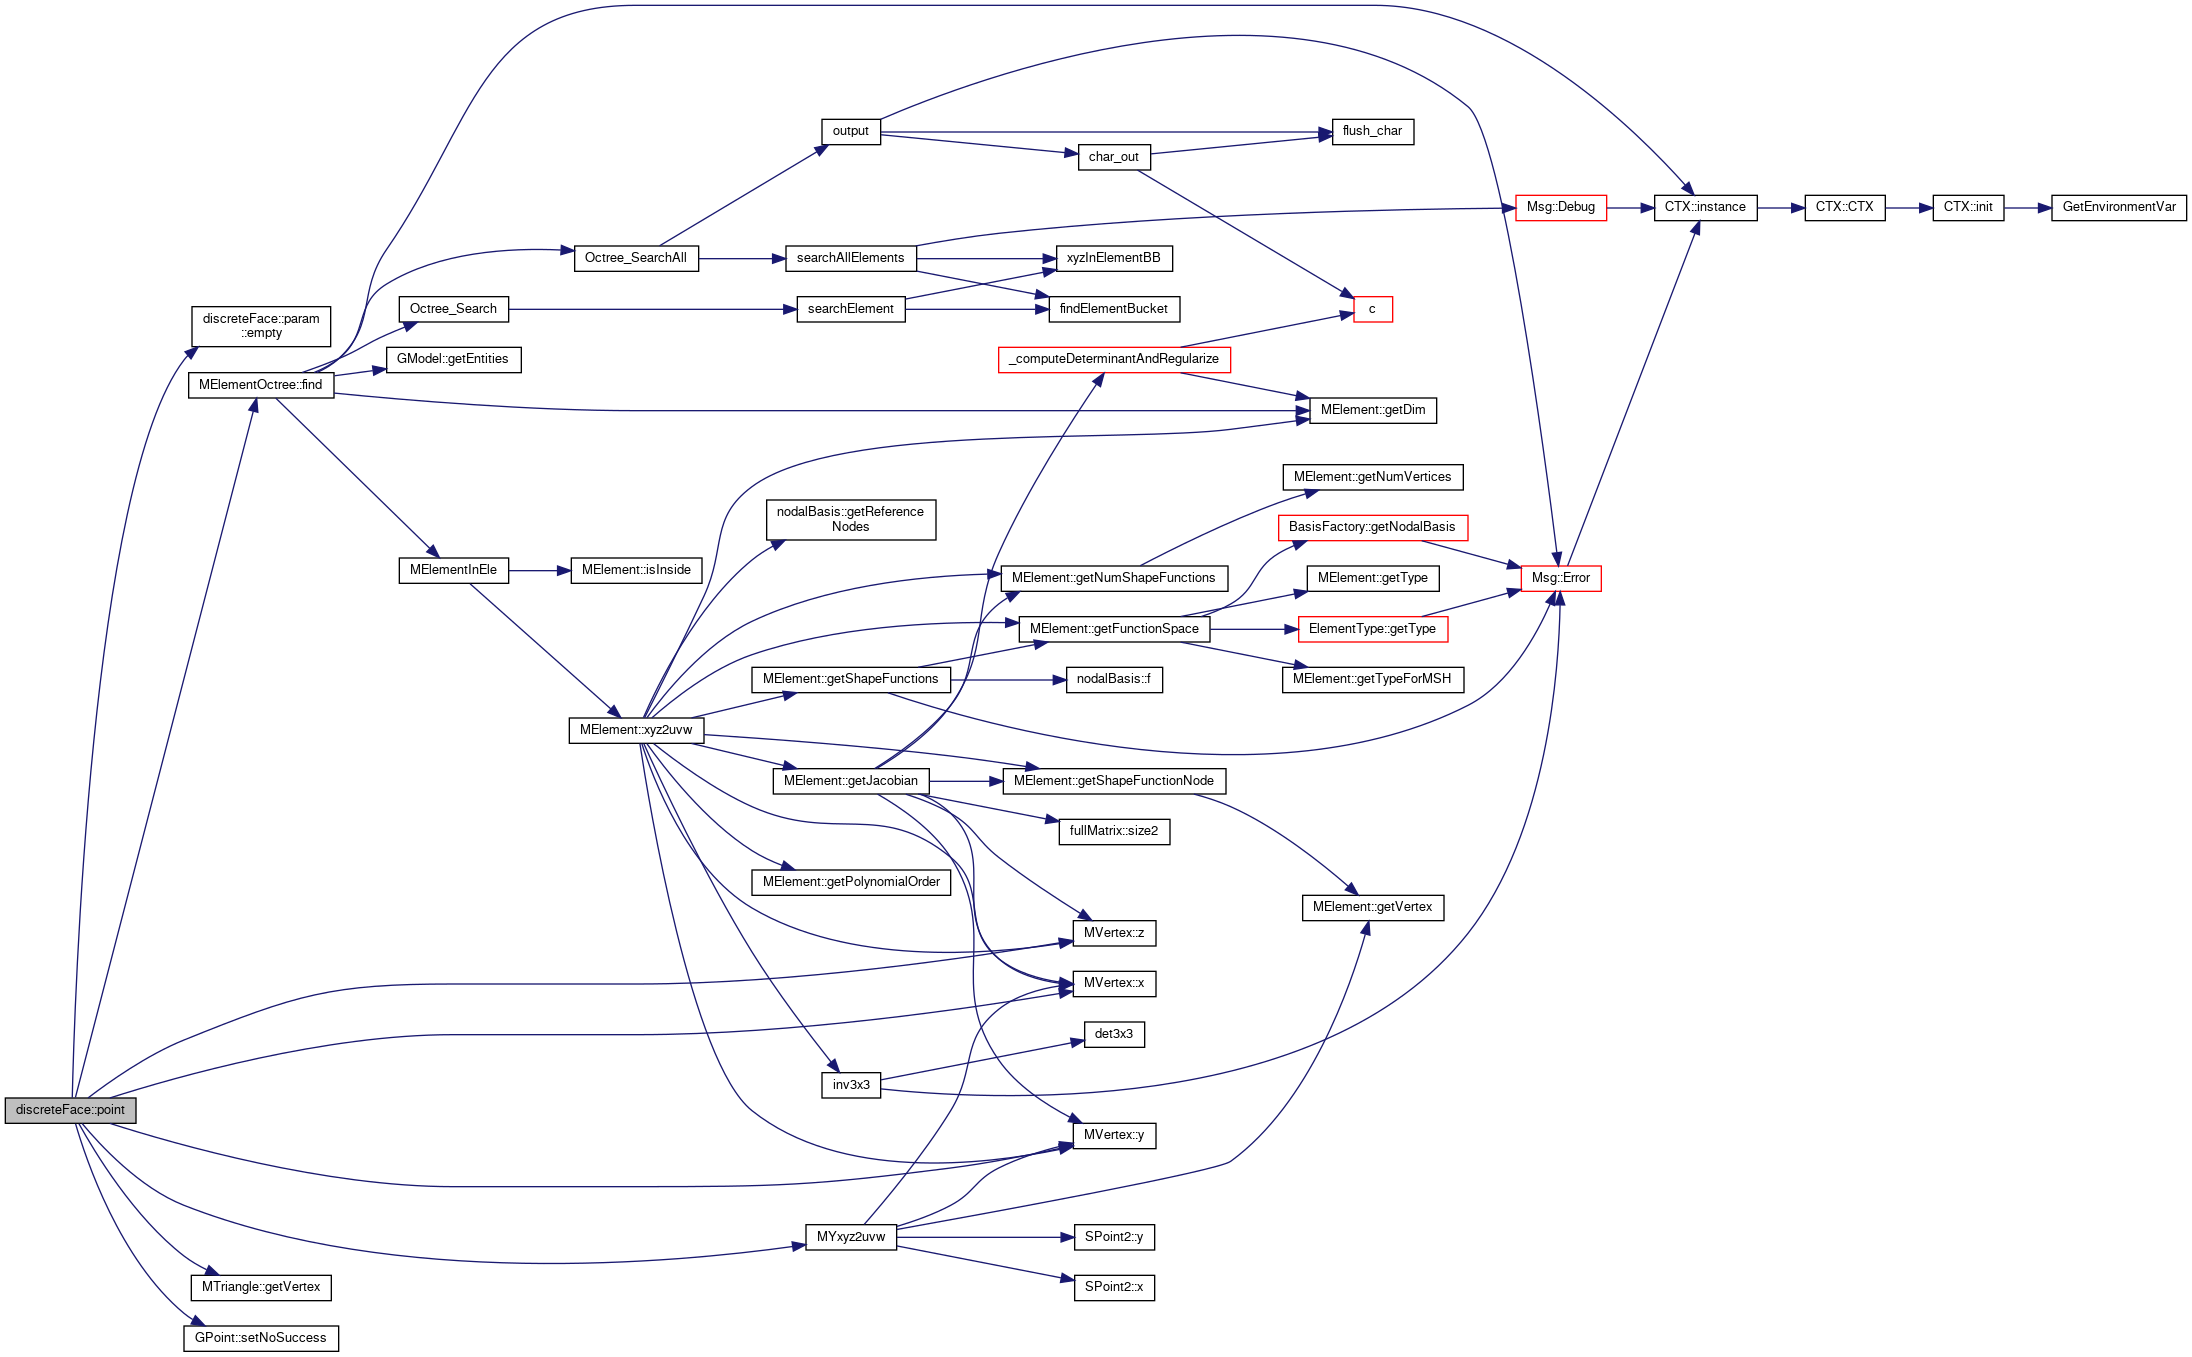 output
flush_char
char_out
Msg::Debug
CTX::instance
CTX::CTX
CTX::init
GetEnvironmentVar
Octree_SearchAll
searchAllElements
xyzInElementBB
Octree_Search
searchElement
findElementBucket
c
discreteFace::param
::empty
GModel::getEntities
_computeDeterminantAndRegularize
MElementOctree::find
MElement::getDim
MElement::getNumVertices
nodalBasis::getReference
Nodes
BasisFactory::getNodalBasis
MElementInEle
MElement::isInside
MElement::getNumShapeFunctions
MElement::getType
Msg::Error
MElement::getFunctionSpace
ElementType::getType
MElement::getShapeFunctions
nodalBasis::f
MElement::getTypeForMSH
MElement::xyz2uvw
MElement::getJacobian
MElement::getShapeFunctionNode
fullMatrix::size2
MElement::getPolynomialOrder
MElement::getVertex
MVertex::z
MVertex::x
det3x3
inv3x3
discreteFace::point
MVertex::y
MYxyz2uvw
SPoint2::y
MTriangle::getVertex
SPoint2::x
GPoint::setNoSuccess